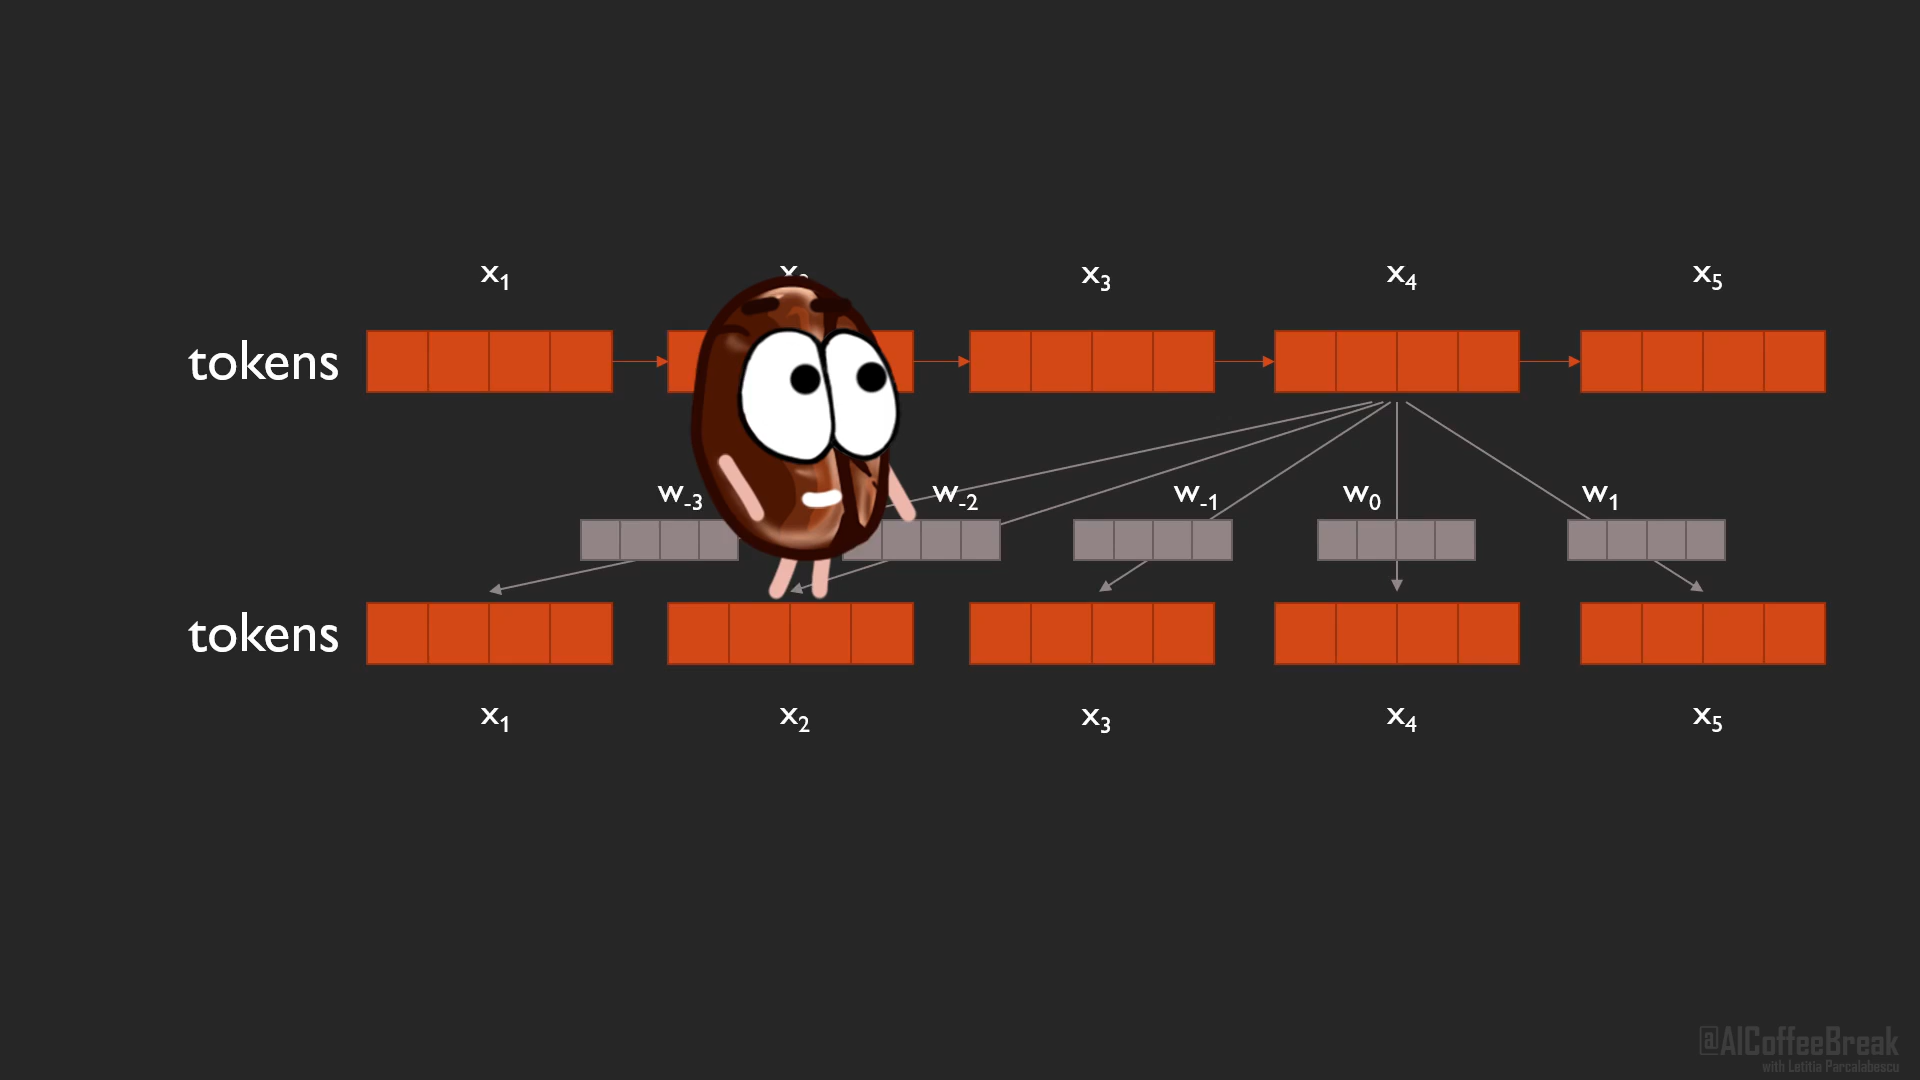 x₁ x₂ x₃ x₄ x₅
tokens
w₋₃ w₋₂ w₋₁ w₀ w₁
tokens
x₁ x₂ x₃ x₄ x₅
@AICoffeeBreak
with Letitia Parcalabescu